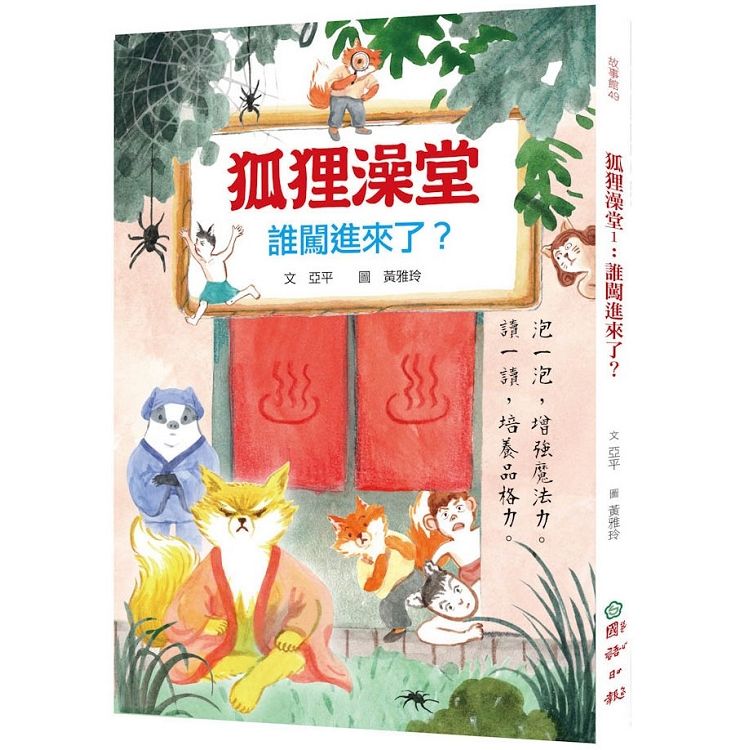 狐狸澡堂
誰闖進來了？
文 亞平 圖 黃雅玲
泡一泡，增強魔法力。
讀一讀，培養品格力。
故事館49
狐狸澡堂1：誰闖進來了？
文 亞平 圖 黃雅玲
國語日報